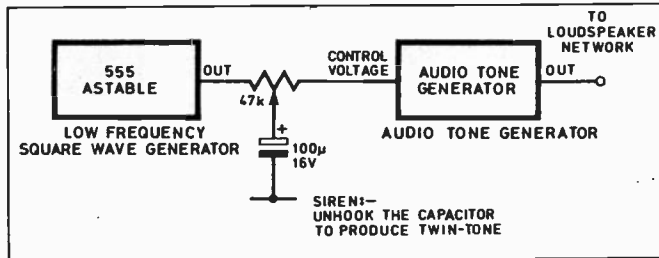 TO
LOUDSPEAKER
NETWORK
555
ASTABLE
OUT
47k
CONTROL
VOLTAGE
AUDIO TONE
GENERATOR
OUT
LOW FREQUENCY
SQUARE WAVE GENERATOR
AUDIO TONE GENERATOR
+
100µ
16V
SIREN:-
UNHOOK THE CAPACITOR
TO PRODUCE TWIN-TONE